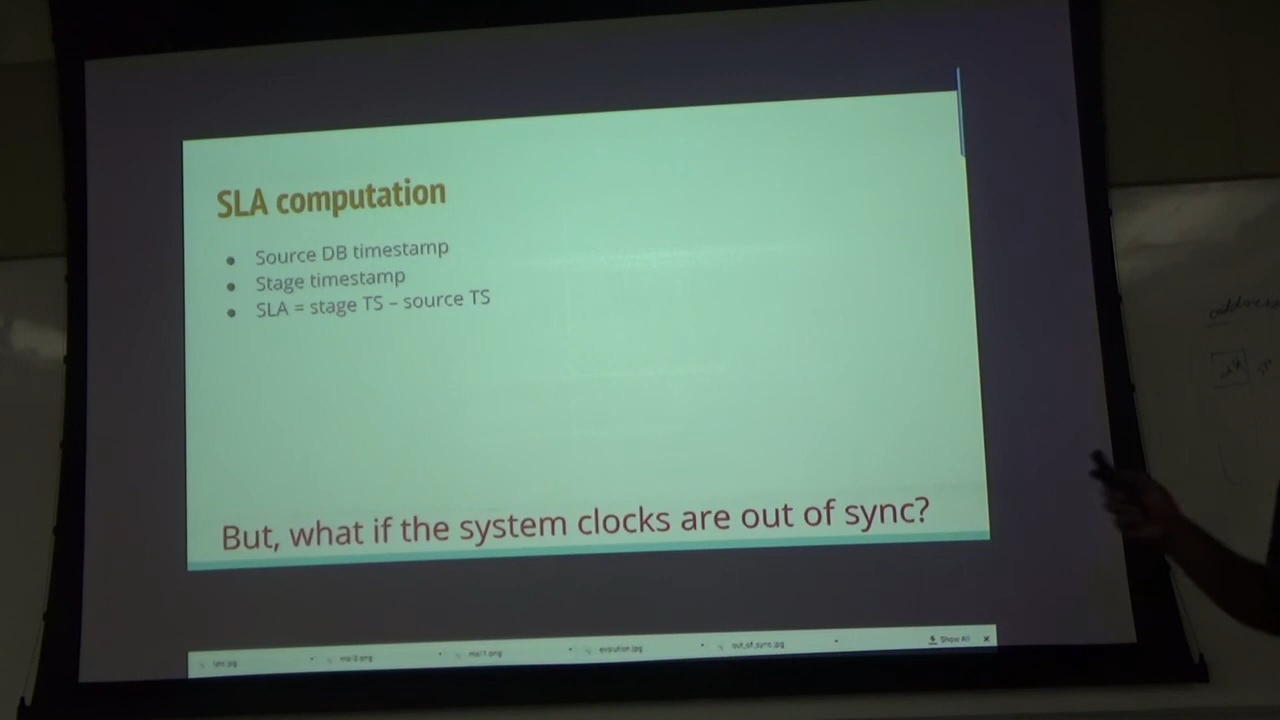 SLA computation
Source DB timestamp
Stage timestamp
SLA = stage TS – source TS
But, what if the system clocks are out of sync?
evolution.jpg
out_of_sync.jpg
Show All
address